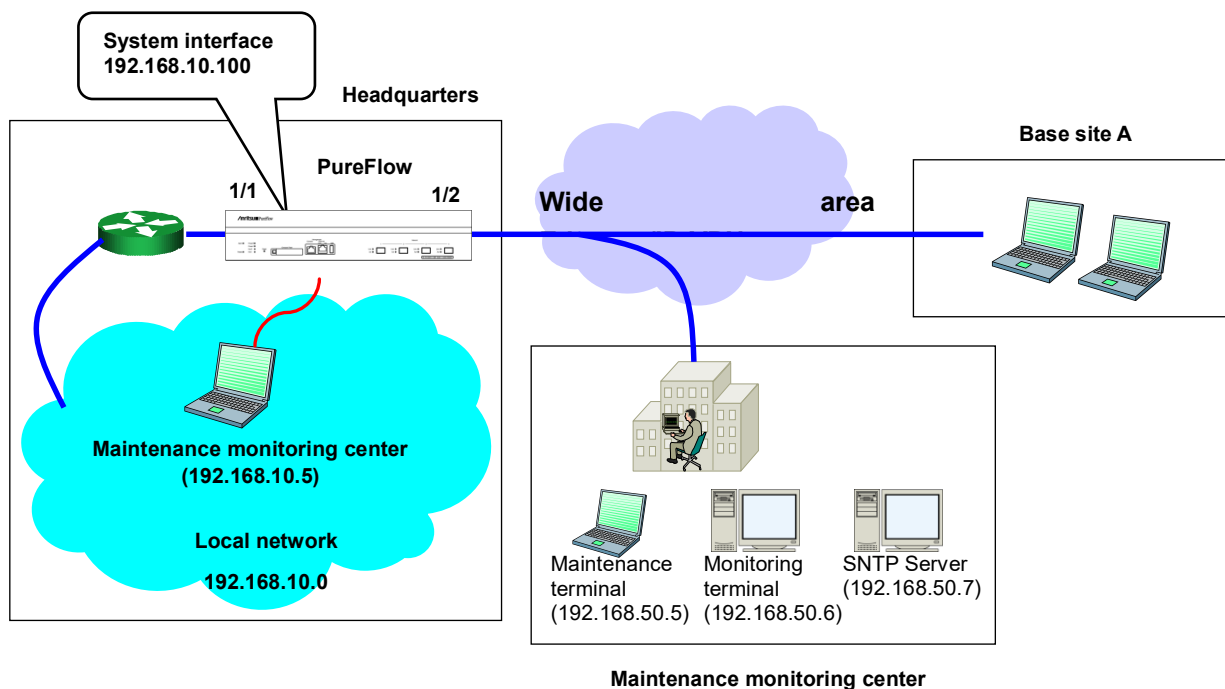 System interface
192.168.10.100
Headquarters
PureFlow
1/1
1/2
Anritsu PureFlow
Wide area
Base site A
Maintenance monitoring center
(192.168.10.5)
Local network
192.168.10.0
Maintenance
terminal
(192.168.50.5)
Monitoring
terminal
(192.168.50.6)
SNTP Server
(192.168.50.7)
Maintenance monitoring center